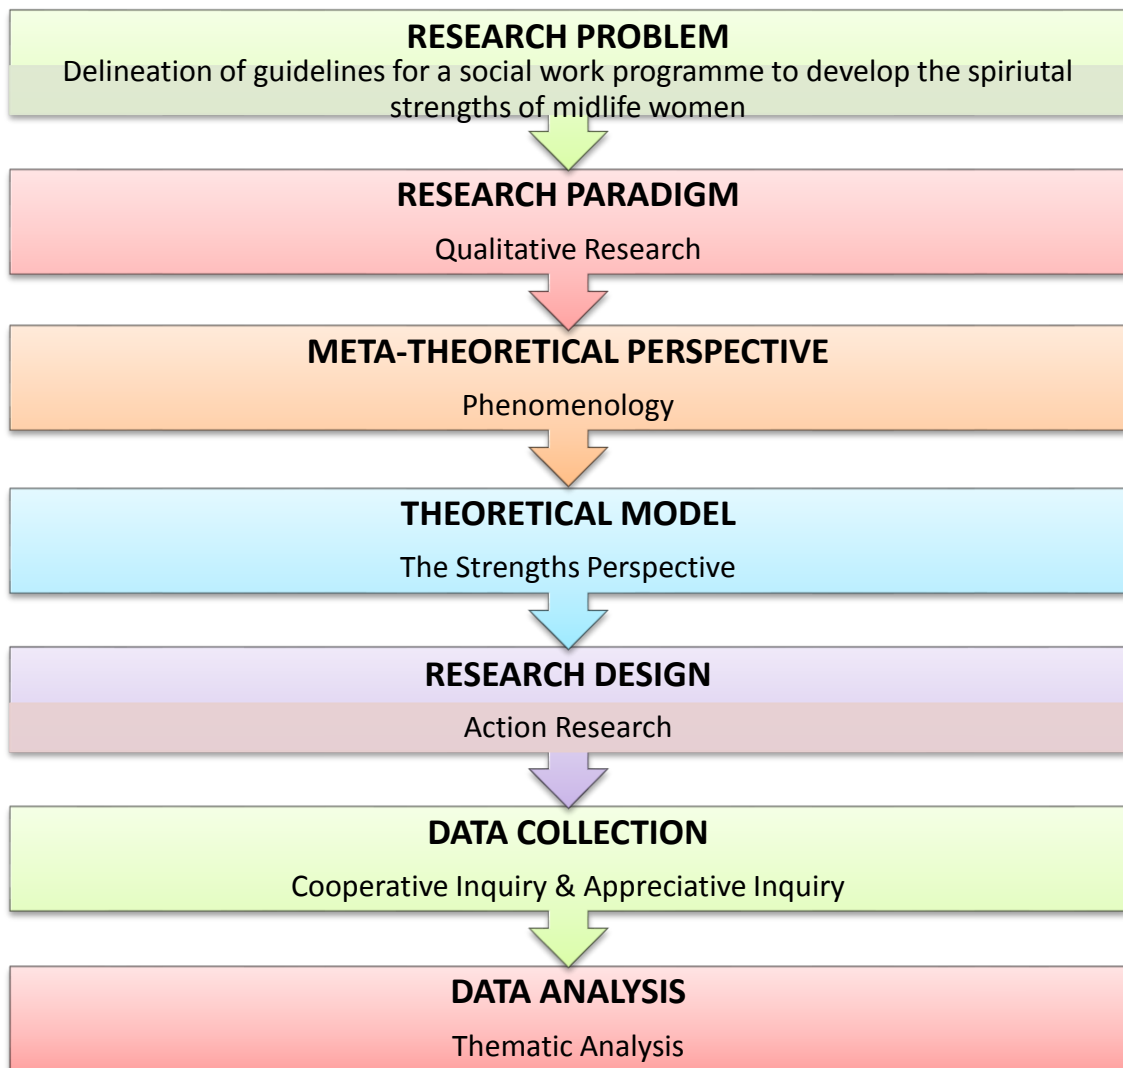 RESEARCH PROBLEM
Delineation of guidelines for a social work programme to develop the spiriutal
strengths of midlife women
RESEARCH PARADIGM
Qualitative Research
META-THEORETICAL PERSPECTIVE
Phenomenology
THEORETICAL MODEL
The Strengths Perspective
RESEARCH DESIGN
Action Research
DATA COLLECTION
Cooperative Inquiry & Appreciative Inquiry
DATA ANALYSIS
Thematic Analysis